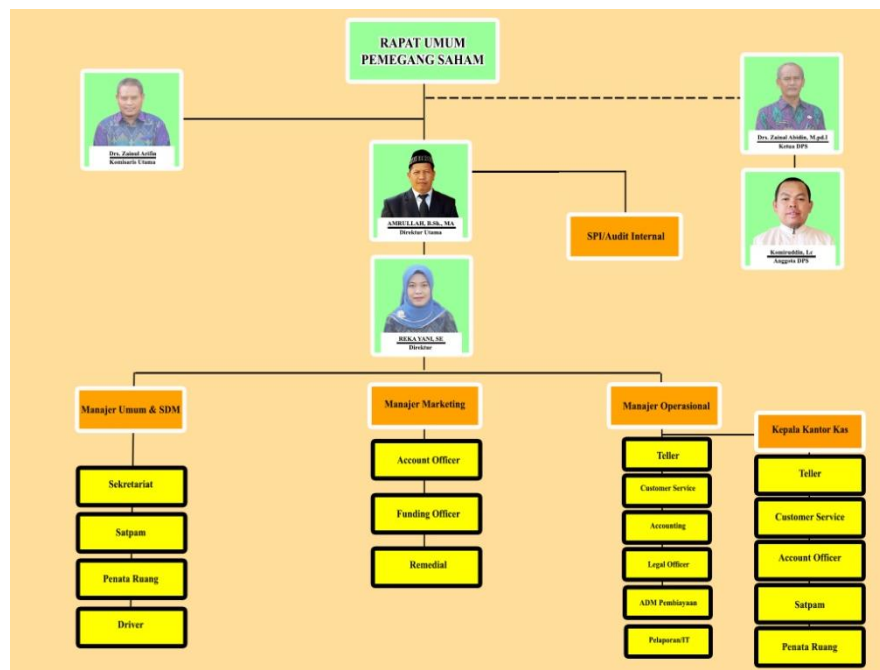 RAPAT UMUM
PEMEGANG SAHAM
Drs. Zainul Arifin
Komisaris Utama
Drs. Zainal Abidin, M.pd.I
Ketua DPS
AMRULLAH, B.Sh., MA
Direktur Utama
SPI/Audit Internal
Komiruddin, Lc
Anggota DPS
REKA YANI, SE
Direktur
Manajer Umum & SDM
Manajer Marketing
Manajer Operasional
Kepala Kantor Kas
Sekretariat
Satpam
Penata Ruang
Driver
Account Officer
Funding Officer
Remedial
Teller
Customer Service
Accounting
Legal Officer
ADM Pembiayaan
Pelaporan/IT
Teller
Customer Service
Account Officer
Satpam
Penata Ruang